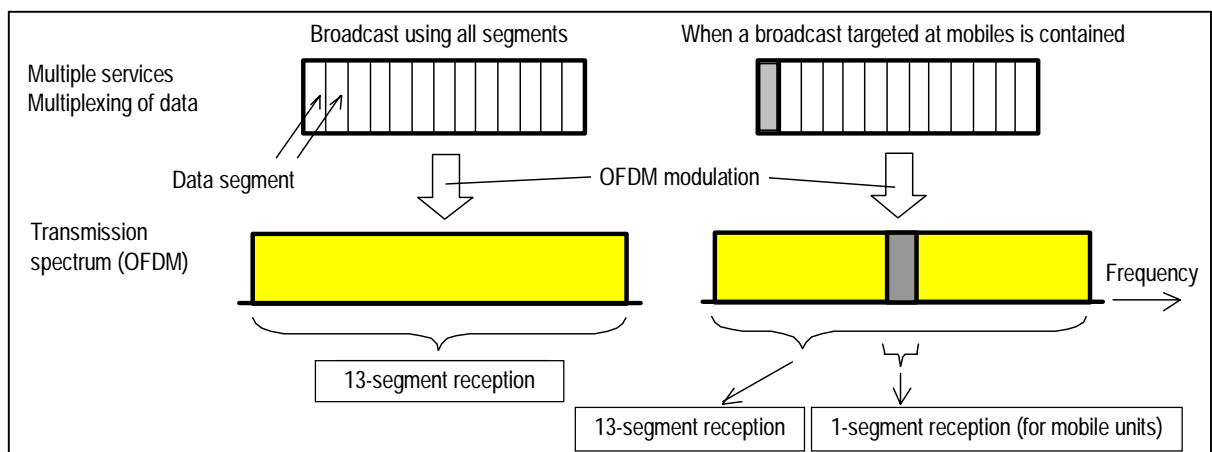 Broadcast using all segments
When a broadcast targeted at mobiles is contained
Multiple services
Multiplexing of data
Data segment
OFDM modulation
Transmission
spectrum (OFDM)
Frequency
13-segment reception
13-segment reception
1-segment reception (for mobile units)